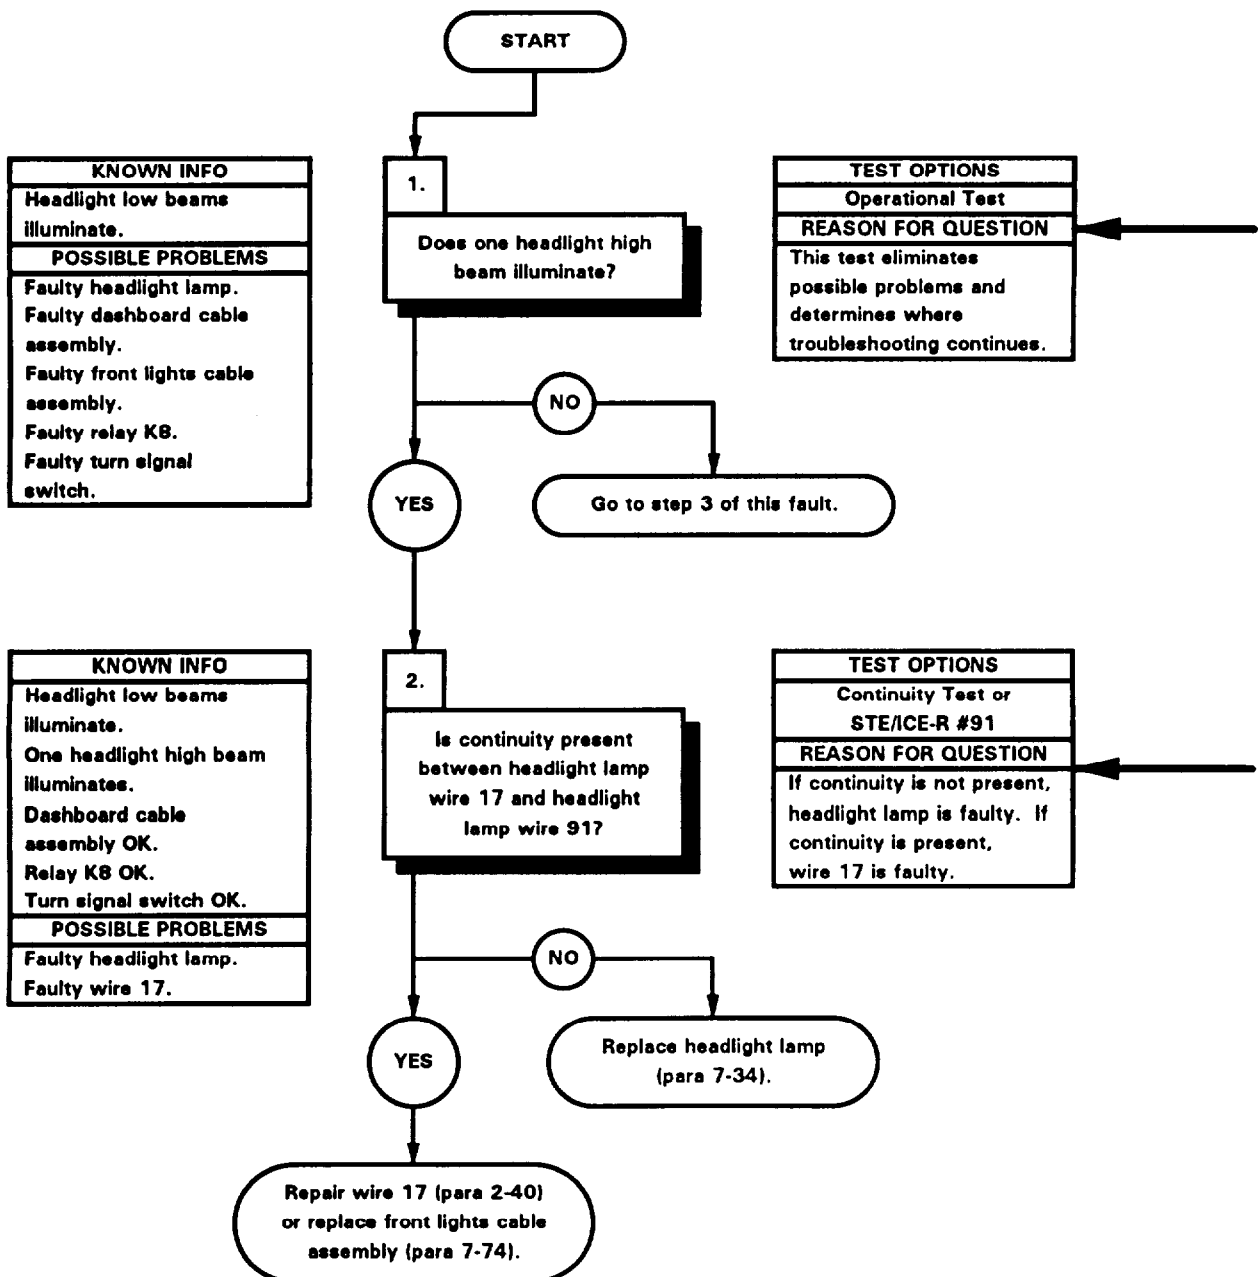 START
KNOWN INFO
Headlight low beams
illuminate.
POSSIBLE PROBLEMS
Faulty headlight lamp.
Faulty dashboard cable
assembly.
Faulty front lights cable
assembly.
Faulty relay K8.
Faulty turn signal
switch.
1.
Does one headlight high
beam illuminate?
TEST OPTIONS
Operational Test
REASON FOR QUESTION
This test eliminates
possible problems and
determines where
troubleshooting continues.
NO
YES
Go to step 3 of this fault.
KNOWN INFO
Headlight low beams
illuminate.
One headlight high beam
illuminates.
Dashboard cable
assembly OK.
Relay K8 OK.
Turn signal switch OK.
POSSIBLE PROBLEMS
Faulty headlight lamp.
Faulty wire 17.
2.
Is continuity present
between headlight lamp
wire 17 and headlight
lamp wire 91?
TEST OPTIONS
Continuity Test or
STE/ICE-R #91
REASON FOR QUESTION
If continuity is not present,
headlight lamp is faulty. If
continuity is present,
wire 17 is faulty.
NO
YES
Replace headlight lamp
(para 7-34).
Repair wire 17 (para 2-40)
or replace front lights cable
assembly (para 7-74).